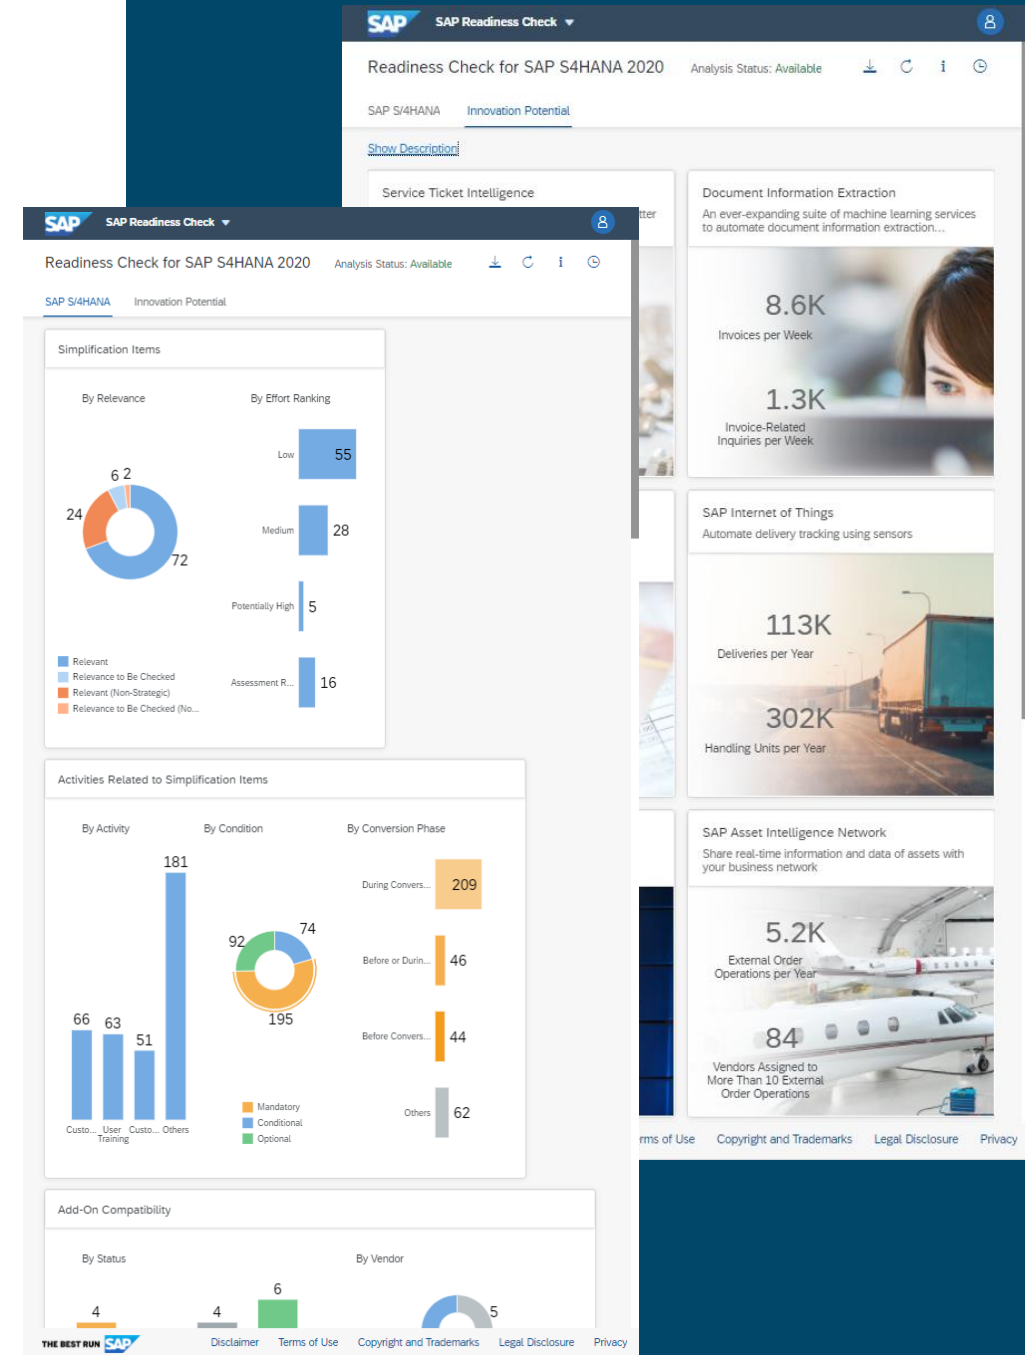 SAP SAP Readiness Check
Readiness Check for SAP S4HANA 2020 Analysis Status: Available
SAP S/4HANA Innovation Potential
Show Description
Service Ticket Intelligence
tter
Document Information Extraction
An ever-expanding suite of machine learning services
to automate document information extraction...
8.6K
Invoices per Week
1.3K
Invoice-Related
Inquiries per Week
SAP Internet of Things
Automate delivery tracking using sensors
113K
Deliveries per Year
302K
Handling Units per Year
SAP Asset Intelligence Network
Share real-time information and data of assets with
your business network
5.2K
External Order
Operations per Year
84
Vendors Assigned to
More Than 10 External
Order Operations
rms of Use Copyright and Trademarks Legal Disclosure Privacy
SAP SAP Readiness Check
Readiness Check for SAP S4HANA 2020 Analysis Status: Available
SAP S/4HANA Innovation Potential
Simplification Items
By Relevance
6 2
24
72
Relevant
Relevance to Be Checked
Relevant (Non-Strategic)
Relevance to Be Checked (No...
By Effort Ranking
Low 55
Medium 28
Potentially High 5
Assessment R... 16
Activities Related to Simplification Items
By Activity
181
66 63
51
Custo... User Custo... Others
Training
By Condition
92 74
195
Mandatory
Conditional
Optional
By Conversion Phase
During Convers... 209
Before or Durin... 46
Before Convers... 44
Others 62
Add-On Compatibility
By Status
4 4 6
By Vendor
5
THE BEST RUN SAP Disclaimer Terms of Use Copyright and Trademarks Legal Disclosure Privacy